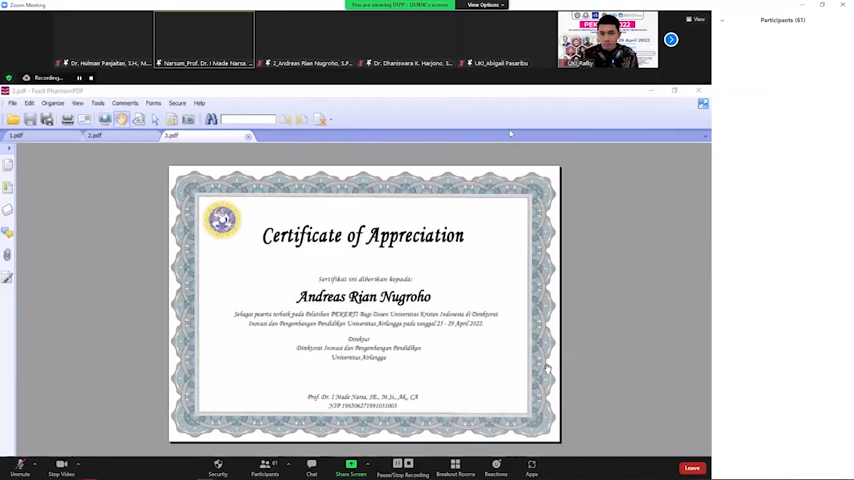 Zoom Meeting
You are viewing DIPP - DENIK's screen
View Options
Dr. Hulman Panjaitan, S.H., M...
Narsum_Prof. Dr. I Made Narsa, ...
2_Andreas Rian Nugroho, S.P...
Dr. Dhaniswara K. Harjono, S...
UKI_Abigail Pasaribu
UKI_Rafky
View
Participants (61)
Recording...
3.pdf - Foxit PhantomPDF
File Edit Organize View Tools Comments Forms Secure Help
1.pdf 2.pdf 3.pdf
Certificate of Appreciation
Sertifikat ini diberikan kepada:
Andreas Rian Nugroho
Sebagai peserta terbaik pada Pelatihan PEKERTI Bagi Dosen Universitas Kristen Indonesia di Direktorat
Inovasi dan Pengembangan Pendidikan Universitas Airlangga pada tanggal 25 - 29 April 2022.
Direktur
Direktorat Inovasi dan Pengembangan Pendidikan
Universitas Airlangga
Prof. Dr. I Made Narsa, SE., M.Si., Ak., CA
NIP 196506271991031003
Unmute Stop Video Security Participants 61 Chat Share Screen Pause/Stop Recording Breakout Rooms Reactions Apps Leave